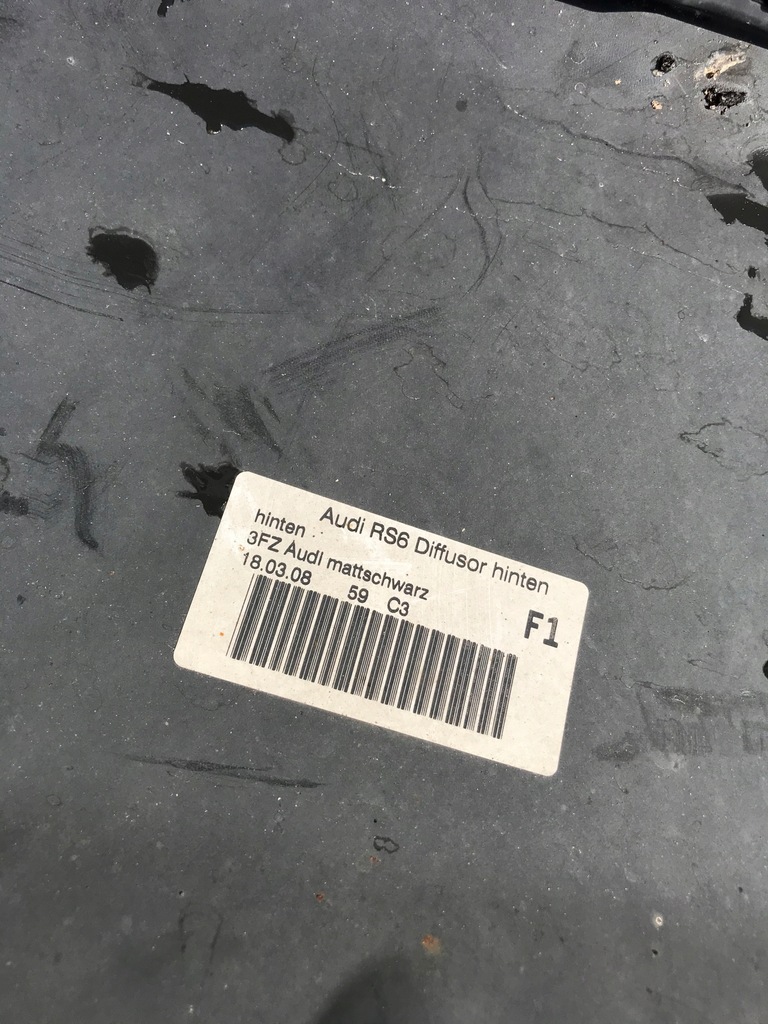 Audi RS6 Diffusor hinten
hinten
3FZ Audi mattschwarz
18.03.08 59 C3
F1